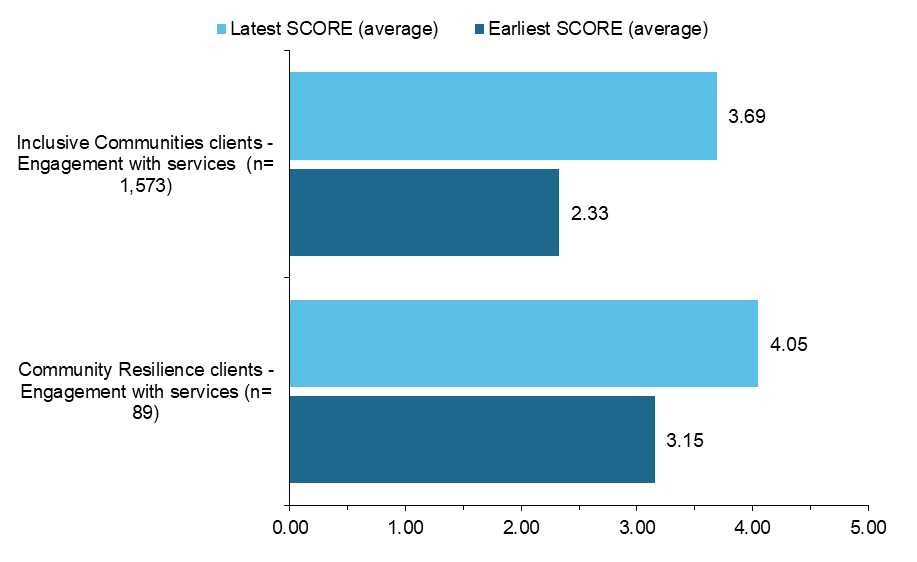 Latest SCORE (average) Earliest SCORE (average)
Inclusive Communities clients -
Engagement with services (n=
1,573)
3.69
2.33
Community Resilience clients -
Engagement with services (n=
89)
4.05
3.15
0.00 1.00 2.00 3.00 4.00 5.00